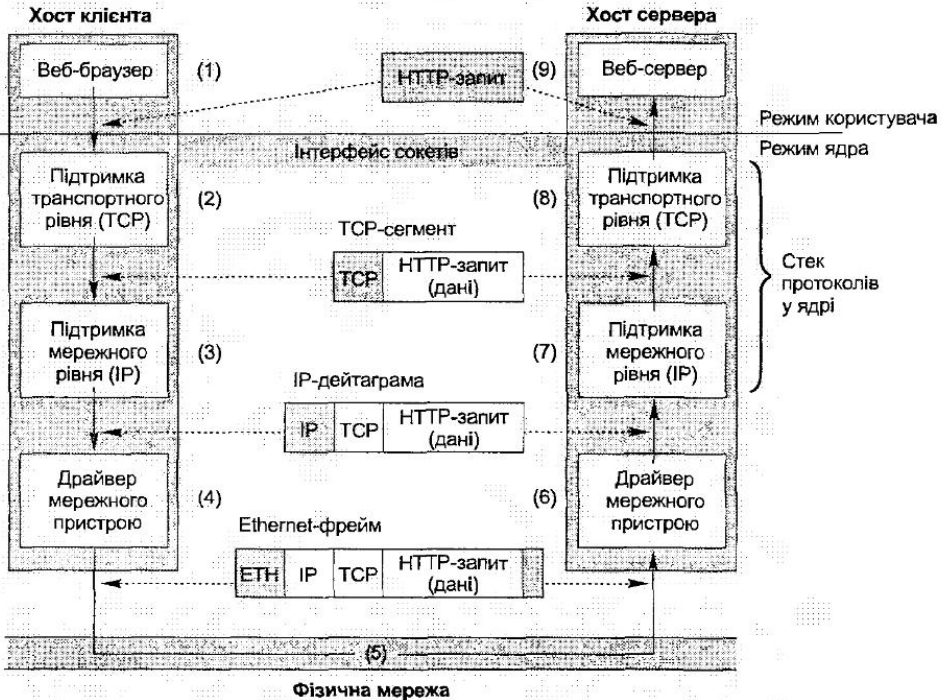 Хост клієнта
Хост сервера
Веб-браузер
(1)
HTTP-запит
(9)
Веб-сервер
Режим користувача
Інтерфейс сокетів
Режим ядра
Підтримка
транспортного
рівня (TCP)
(2)
(8)
Підтримка
транспортного
рівня (TCP)
TCP-сегмент
TCP
HTTP-запит
(дані)
Стек
протоколів
у ядрі
Підтримка
мережного
рівня (IP)
(3)
(7)
Підтримка
мережного
рівня (IP)
IP-дейтаграма
IP
TCP
HTTP-запит
(дані)
Драйвер
мережного
пристрою
(4)
(6)
Драйвер
мережного
пристрою
Ethernet-фрейм
ETH
IP
TCP
HTTP-запит
(дані)
(5)
Фізична мережа